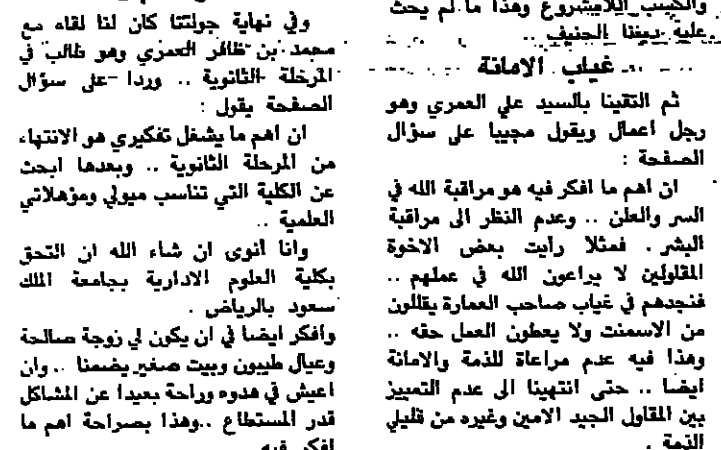 والكسب اللامشروع وهذا ما لم يحث
عليه ديننا الحنيف ..
غياب الامانة
ثم التقينا بالسيد علي العمري وهو
رجل اعمال ويقول مجيبا على سؤال
الصفحة :
ان اهم ما افكر فيه هو مراقبة الله في
السر والعلن .. وعدم النظر الى مراقبة
البشر . فمثلا رايت بعض الاخوة
المقاولين لا يراعون الله في عملهم ..
فنجدهم في غياب صاحب العمارة يقللون
من الاسمنت ولا يعطون العمل حقه ..
وهذا فيه عدم مراعاة للذمة والامانة
ايضا .. حتى انتهينا الى عدم التمييز
بين المقاول الجيد الامين وغيره من قليلي
الذمة .
وفي نهاية جولتنا كان لنا لقاء مع
محمد بن ظافر العمري وهو طالب في
المرحلة الثانوية .. وردا على سؤال
الصفحة يقول :
ان اهم ما يشغل تفكيري هو الانتهاء
من المرحلة الثانوية .. وبعدها ابحث
عن الكلية التي تناسب ميولي ومؤهلاتي
العلمية ..
وانا أنوى ان شاء الله ان التحق
بكلية العلوم الادارية بجامعة الملك
سعود بالرياض .
وافكر ايضا في ان يكون لي زوجة صالحة
وعيال طيبون وبيت صغير يضمنا .. وان
اعيش في هدوء وراحة بعيدا عن المشاكل
قدر المستطاع ..وهذا بصراحة اهم ما
افكر فيه